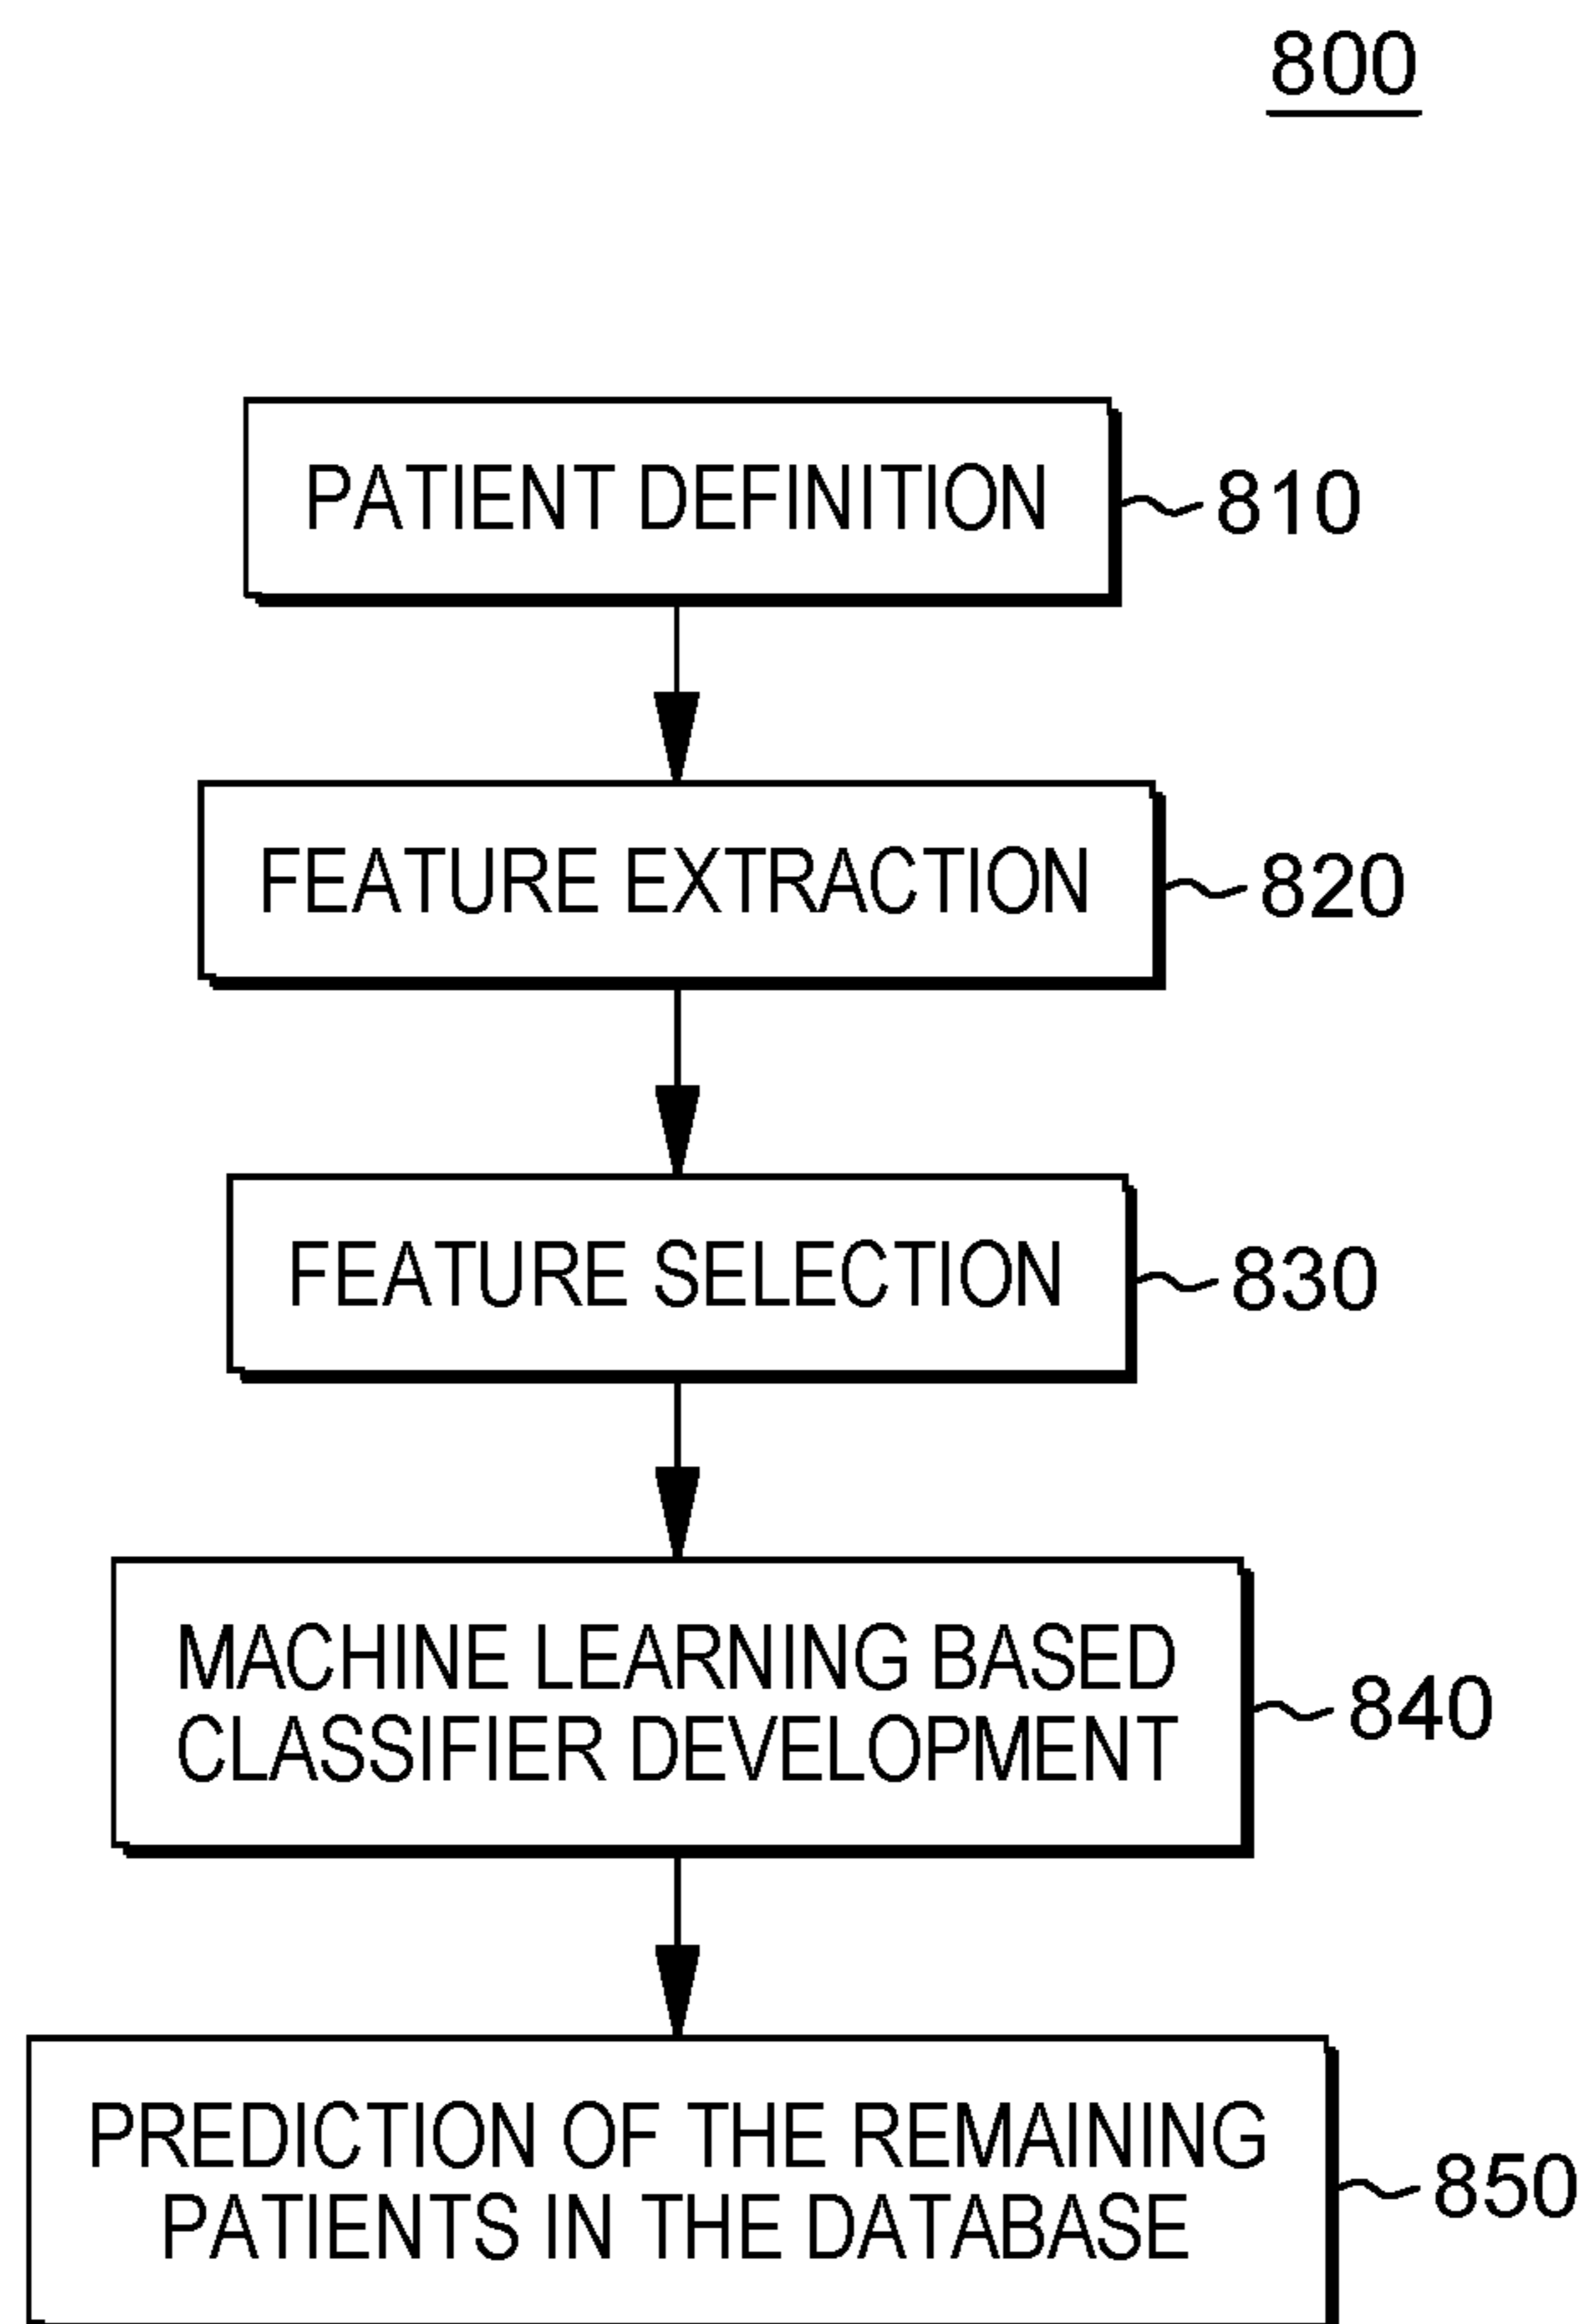 800
PATIENT DEFINITION
810
FEATURE EXTRACTION
820
FEATURE SELECTION
830
MACHINE LEARNING BASED
CLASSIFIER DEVELOPMENT
840
PREDICTION OF THE REMAINING
PATIENTS IN THE DATABASE
850